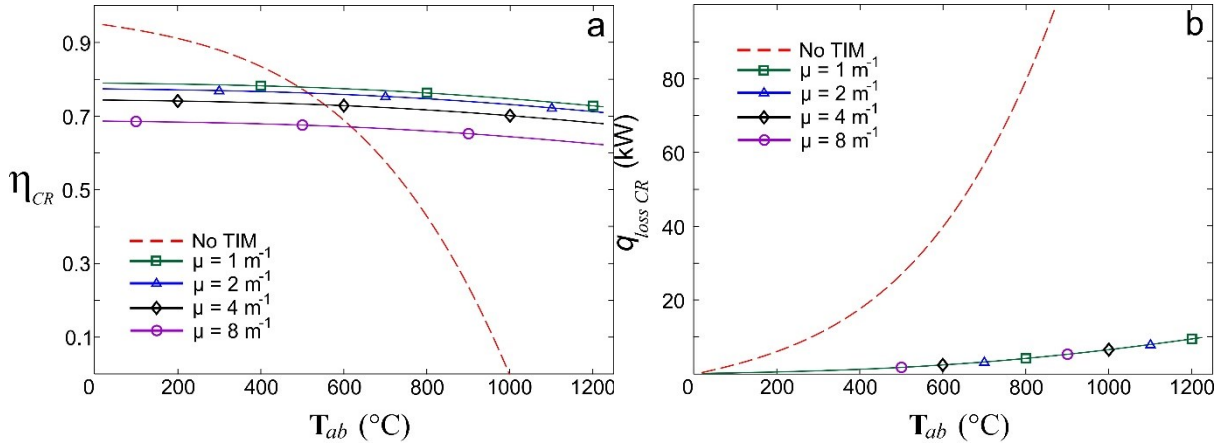 a
0.9
0.7
0.5
0.3
0.1
η_CR
No TIM
μ = 1 m⁻¹
μ = 2 m⁻¹
μ = 4 m⁻¹
μ = 8 m⁻¹
0 200 400 600 800 1000 1200
T_ab (°C)
b
80
60
40
20
q_loss CR (kW)
No TIM
μ = 1 m⁻¹
μ = 2 m⁻¹
μ = 4 m⁻¹
μ = 8 m⁻¹
0 200 400 600 800 1000 1200
T_ab (°C)